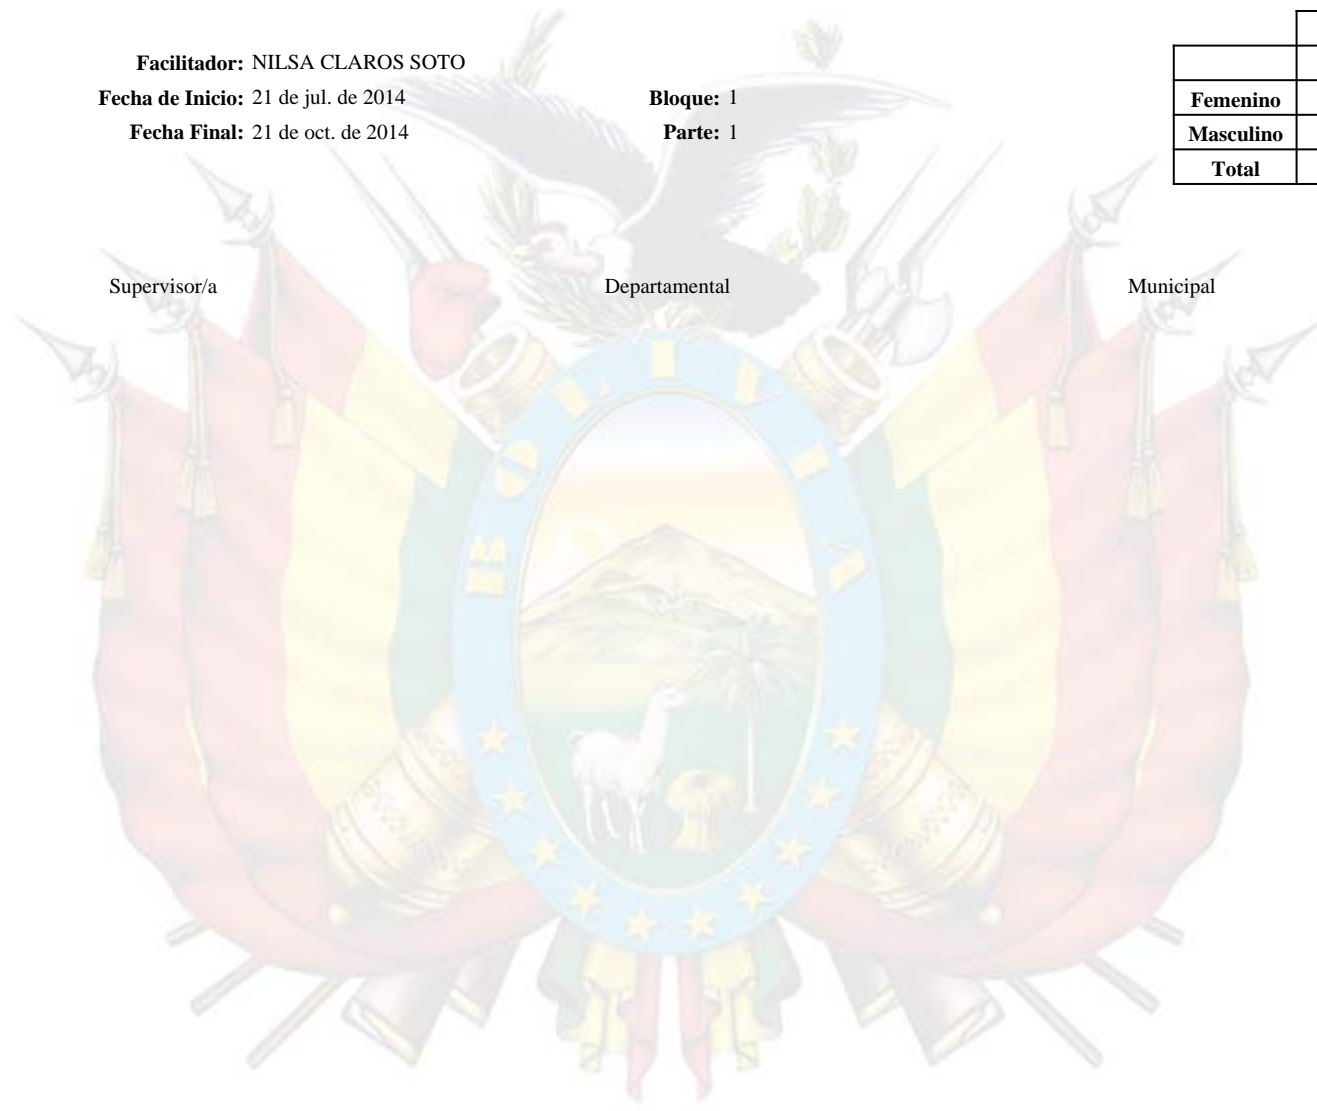 Facilitador: NILSA CLAROS SOTO
Fecha de Inicio: 21 de jul. de 2014 Bloque: 1
Fecha Final: 21 de oct. de 2014 Parte: 1
Femenino
Masculino
Total
Supervisor/a Departamental Municipal
BOLIVIA